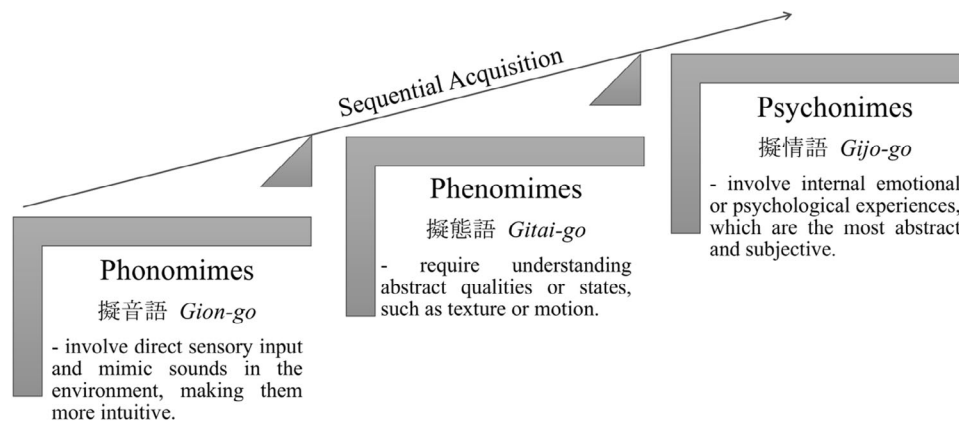 Sequential Acquisition
Phonomimes
擬音語 Gion-go
- involve direct sensory input
and mimic sounds in the
environment, making them
more intuitive.
Phenomimes
擬態語 Gitai-go
- require understanding
abstract qualities or states,
such as texture or motion.
Psychonimes
擬情語 Gijo-go
- involve internal emotional
or psychological experiences,
which are the most abstract
and subjective.